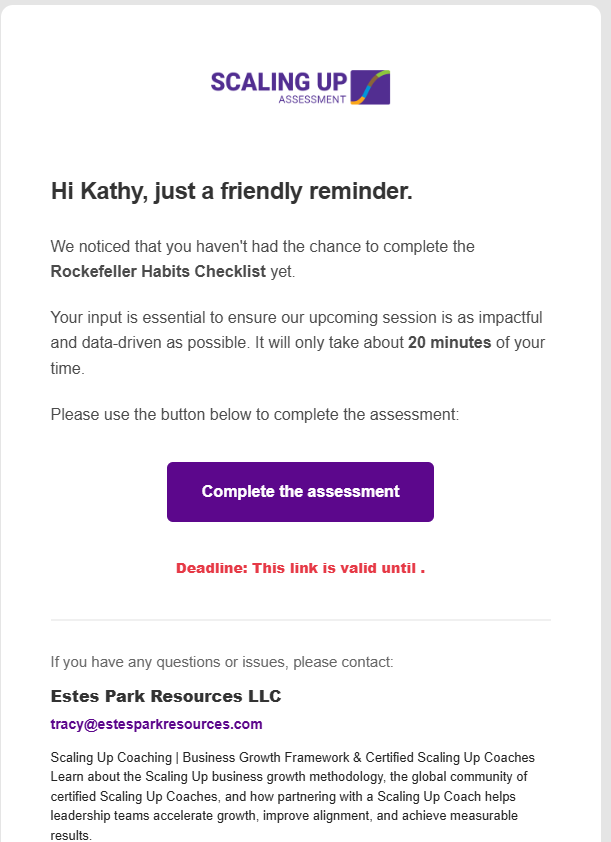 SCALING UP
ASSESSMENT
Hi Kathy, just a friendly reminder.
We noticed that you haven't had the chance to complete the
Rockefeller Habits Checklist yet.
Your input is essential to ensure our upcoming session is as impactful
and data-driven as possible. It will only take about 20 minutes of your
time.
Please use the button below to complete the assessment:
Complete the assessment
Deadline: This link is valid until .
If you have any questions or issues, please contact:
Estes Park Resources LLC
tracy@estesparkresources.com
Scaling Up Coaching | Business Growth Framework & Certified Scaling Up Coaches
Learn about the Scaling Up business growth methodology, the global community of
certified Scaling Up Coaches, and how partnering with a Scaling Up Coach helps
leadership teams accelerate growth, improve alignment, and achieve measurable
results.